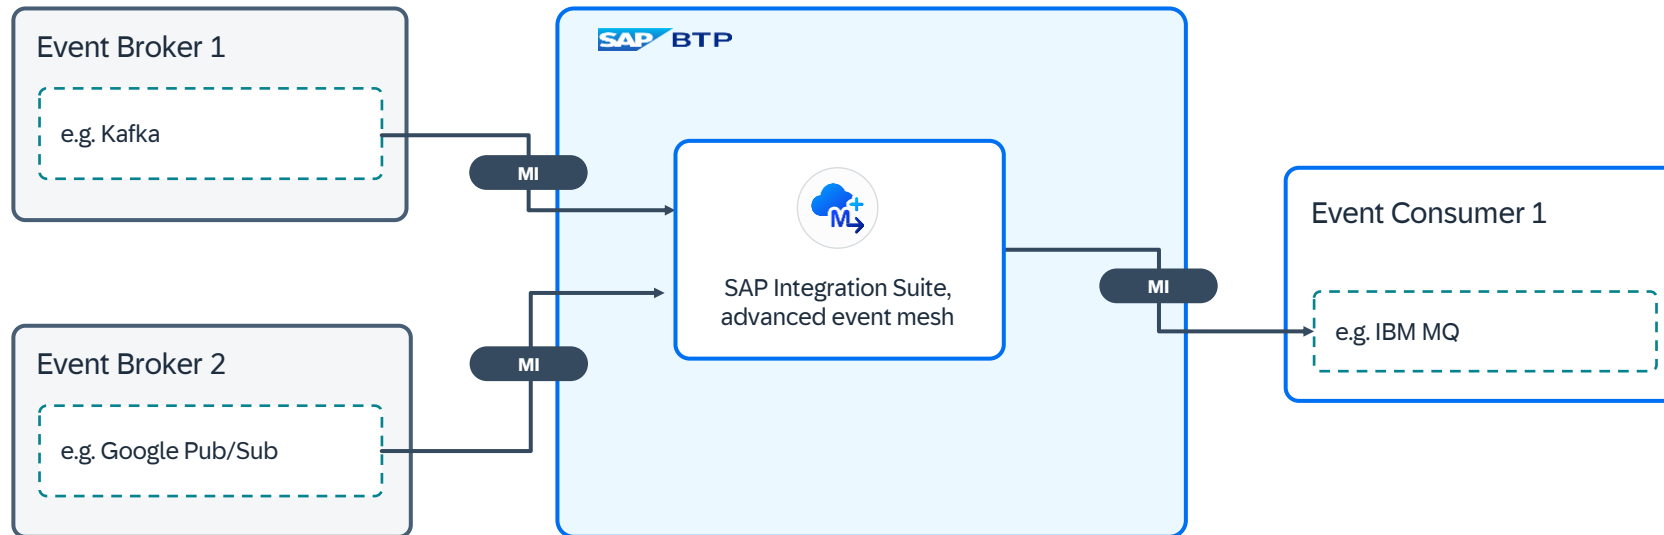 Event Broker 1
e.g. Kafka
MI
SAP BTP
SAP Integration Suite,
advanced event mesh
MI
Event Consumer 1
e.g. IBM MQ
Event Broker 2
e.g. Google Pub/Sub
MI